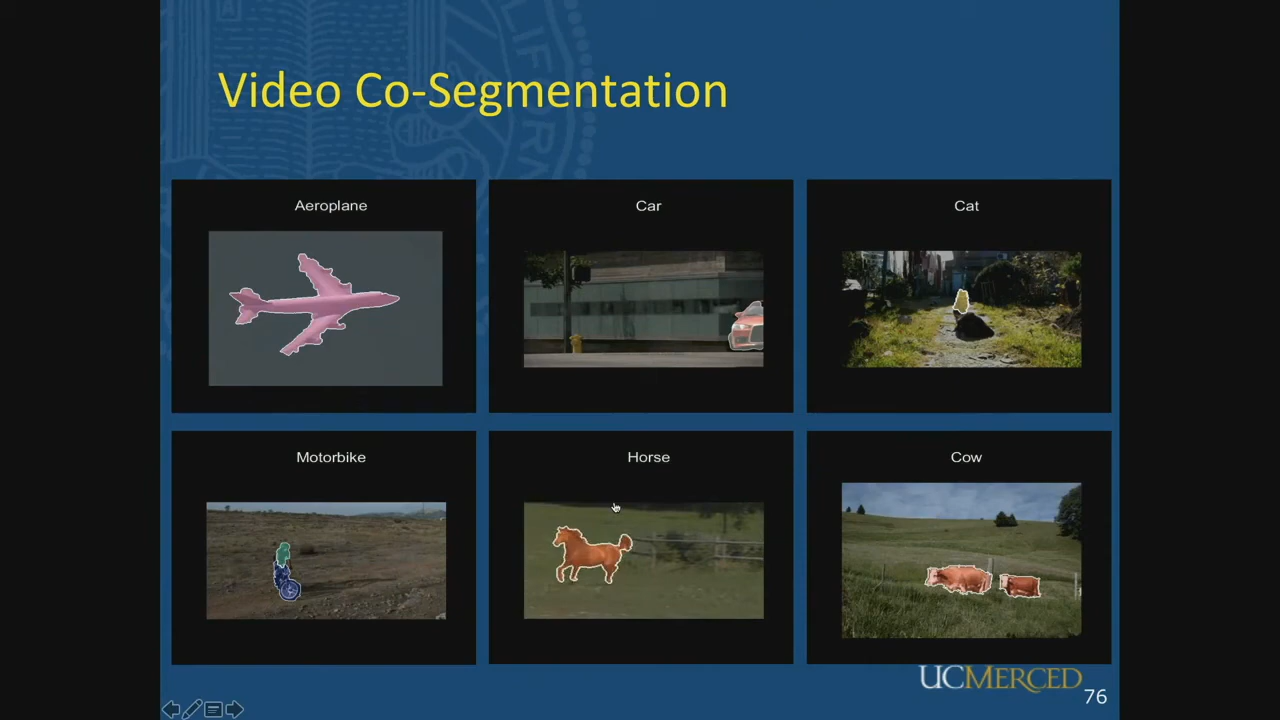 Video Co-Segmentation
Aeroplane
Car
Cat
Motorbike
Horse
Cow
UCMERCED
76